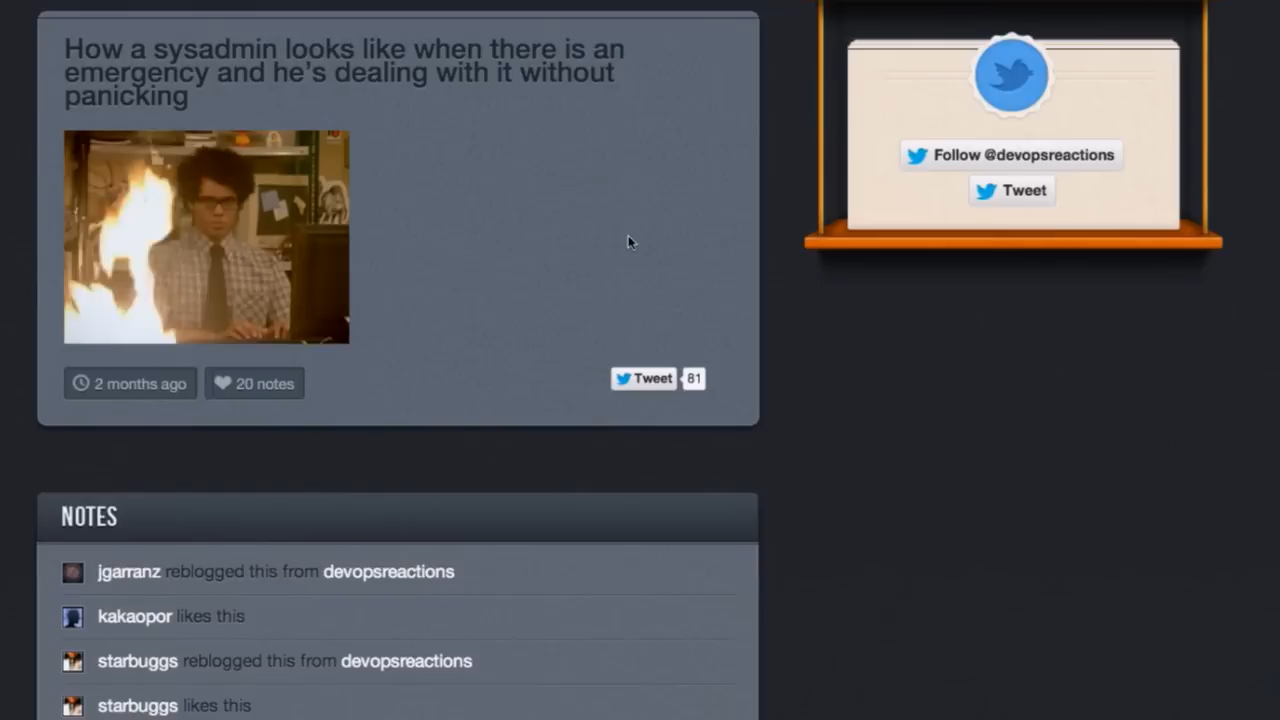 How a sysadmin looks like when there is an
emergency and he's dealing with it without
panicking
Follow @devopsreactions
Tweet
2 months ago
20 notes
Tweet
81
NOTES
jgarranz reblogged this from devopsreactions
kakaopor likes this
starbuggs reblogged this from devopsreactions
starbuggs likes this